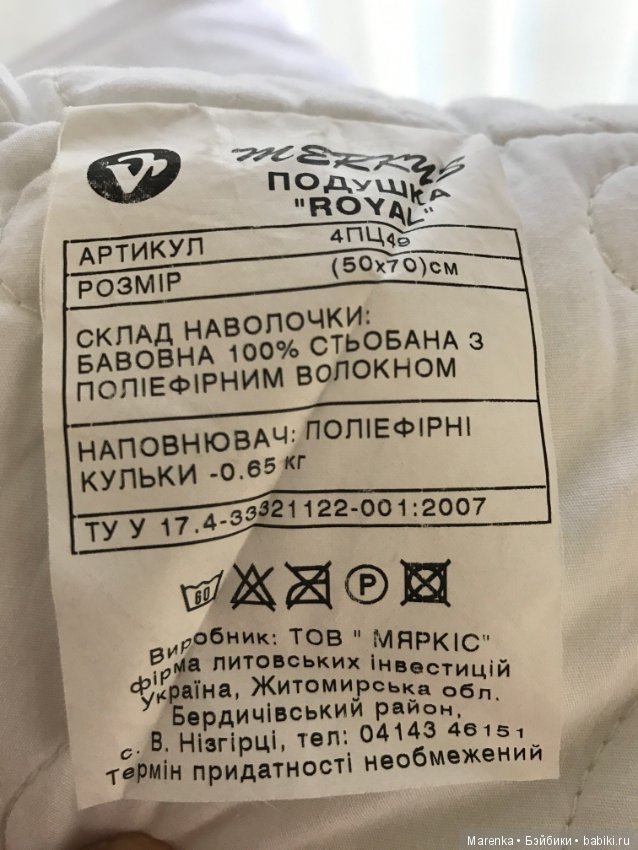 MERKYS
ПОДУШКА
"ROYAL"
АРТИКУЛ 4ПЦ49
РОЗМІР (50х70)см
СКЛАД НАВОЛОЧКИ:
БАВОВНА 100% СТЬОБАНА З
ПОЛІЕФІРНИМ ВОЛОКНОМ
НАПОВНЮВАЧ: ПОЛІЕФІРНІ
КУЛЬКИ -0.65 КГ
ТУ У 17.4-33321122-001:2007
60 P
Виробник: ТОВ " МЯРКІС"
фірма литовських інвестицій
Україна, Житомирська обл.
Бердичівський район,
с. В. Нізгірці, тел: 04143 46151
Термін придатності необмежений
Marenka • Бэйбики • babiki.ru